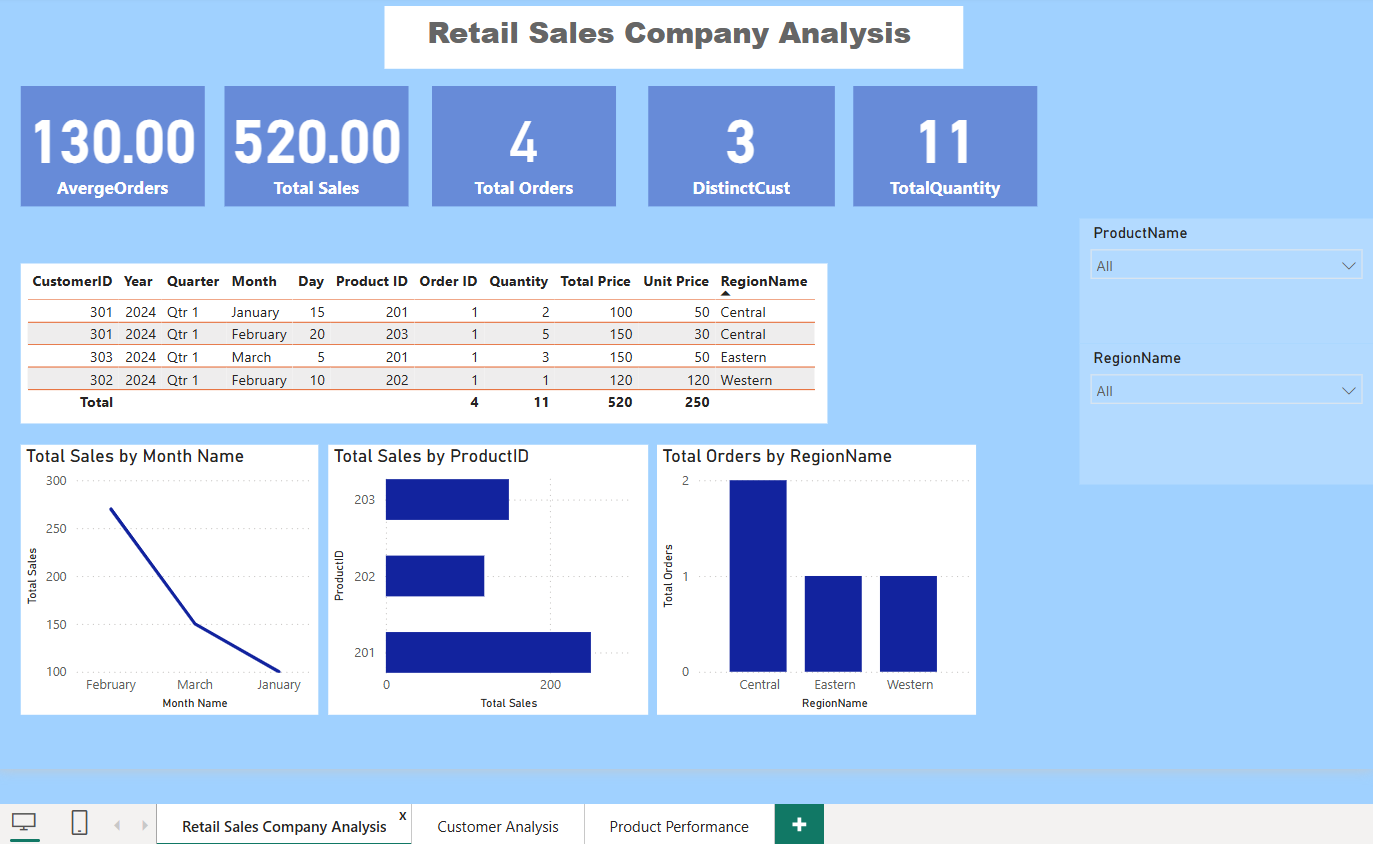 Retail Sales Company Analysis
130.00
AvergeOrders
520.00
Total Sales
4
Total Orders
3
DistinctCust
11
TotalQuantity
ProductName
All
RegionName
All
CustomerID Year Quarter Month Day Product ID Order ID Quantity Total Price Unit Price RegionName
301 2024 Qtr 1 January 15 201 1 2 100 50 Central
301 2024 Qtr 1 February 20 203 1 5 150 30 Central
303 2024 Qtr 1 March 5 201 1 3 150 50 Eastern
302 2024 Qtr 1 February 10 202 1 1 120 120 Western
Total 4 11 520 250
Total Sales by Month Name
300
250
200
150
100
Total Sales
February March January
Month Name
Total Sales by ProductID
203
202
201
ProductID
0 200
Total Sales
Total Orders by RegionName
2
1
0
Total Orders
Central Eastern Western
RegionName
Retail Sales Company Analysis x
Customer Analysis
Product Performance
+